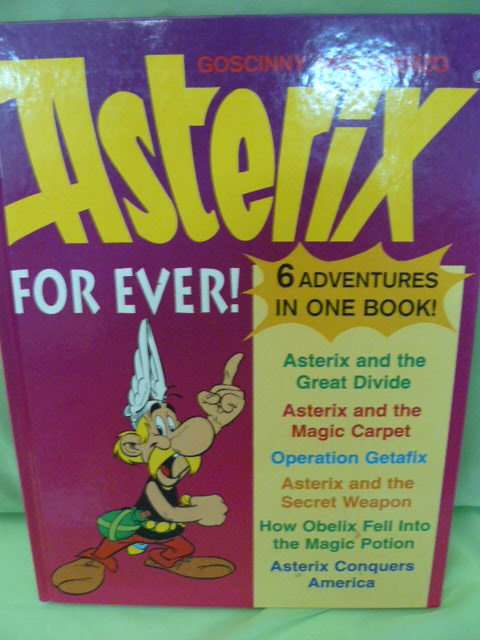 GOSCINNY
Asterix
FOR EVER!
6 ADVENTURES
IN ONE BOOK!
Asterix and the
Great Divide
Asterix and the
Magic Carpet
Operation Getafix
Asterix and the
Secret Weapon
How Obelix Fell Into
the Magic Potion
Asterix Conquers
America